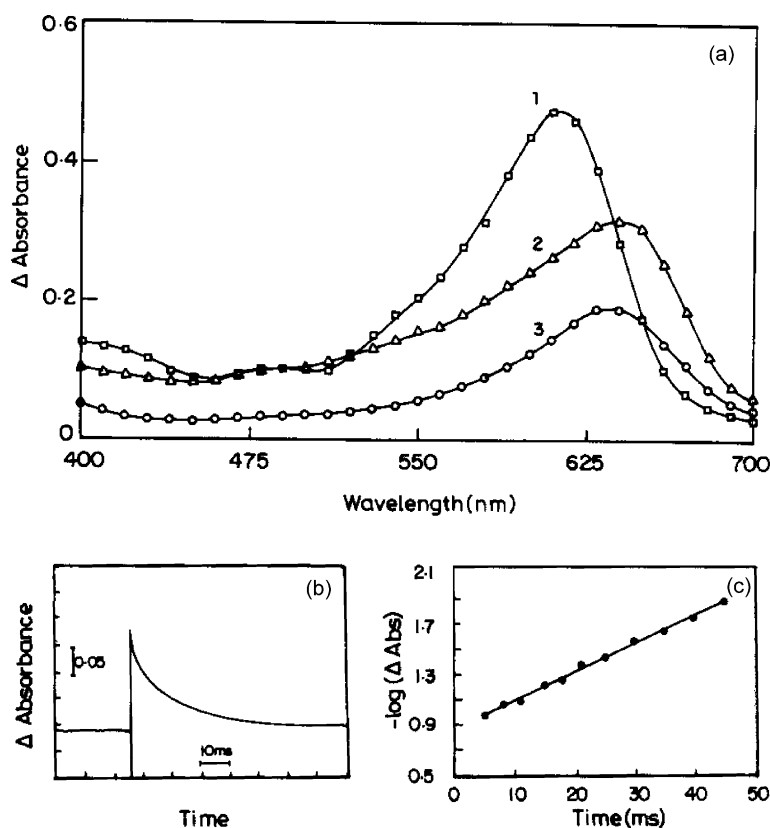 0·6
(a)
1
0·4
2
Δ Absorbance
0·2
3
0
400 475 550 625 700
Wavelength(nm)
(b)
0·05
Δ Absorbance
10ms
Time
2·1
(c)
1·7
1·3
-log(Δ Abs)
0·9
0·5
0 10 20 30 40 50
Time(ms)